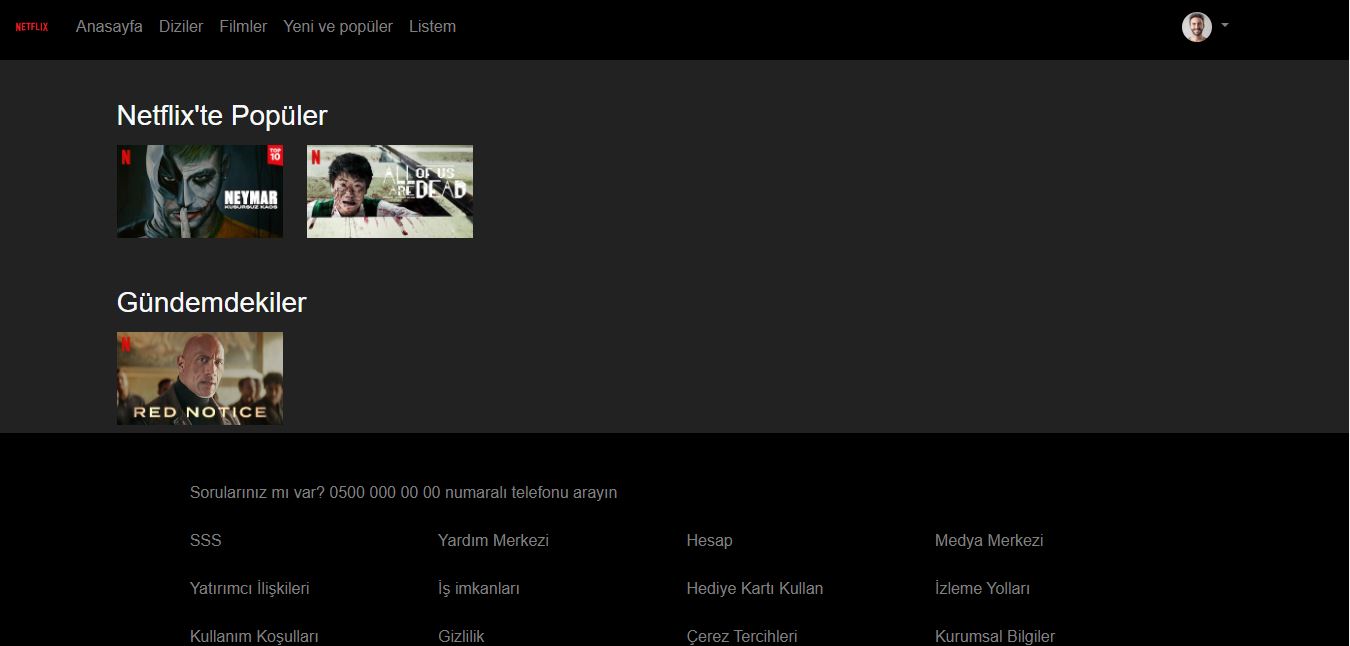 NETFLIX Anasayfa Diziler Filmler Yeni ve popüler Listem
Netflix'te Popüler
N TOP 10
NEYMAR
KUSURSUZ KAOS
N
ALL OF US
ARE DEAD
Gündemdekiler
N
RED NOTICE
Sorularınız mı var? 0500 000 00 00 numaralı telefonu arayın
SSS Yardım Merkezi Hesap Medya Merkezi
Yatırımcı İlişkileri İş imkanları Hediye Kartı Kullan İzleme Yolları
Kullanım Koşulları Gizlilik Çerez Tercihleri Kurumsal Bilgiler